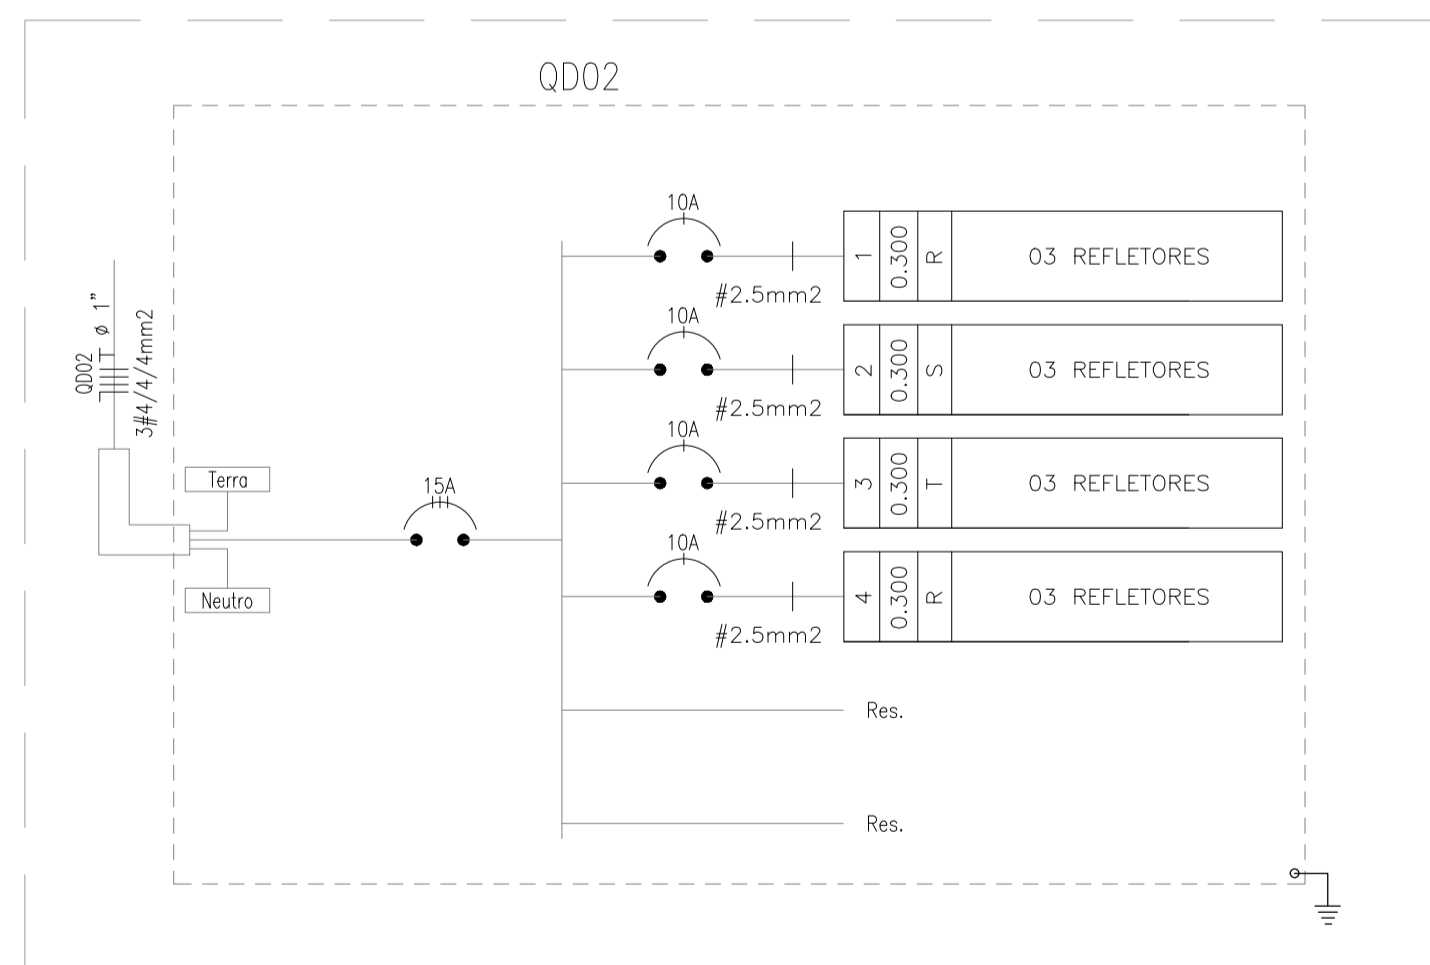 QD02
QD02
ø 1"
3#4/4/4mm2
Terra
Neutro
15A
10A
#2.5mm2
1 0.300 R 03 REFLETORES
10A
#2.5mm2
2 0.300 S 03 REFLETORES
10A
#2.5mm2
3 0.300 T 03 REFLETORES
10A
#2.5mm2
4 0.300 R 03 REFLETORES
Res.
Res.